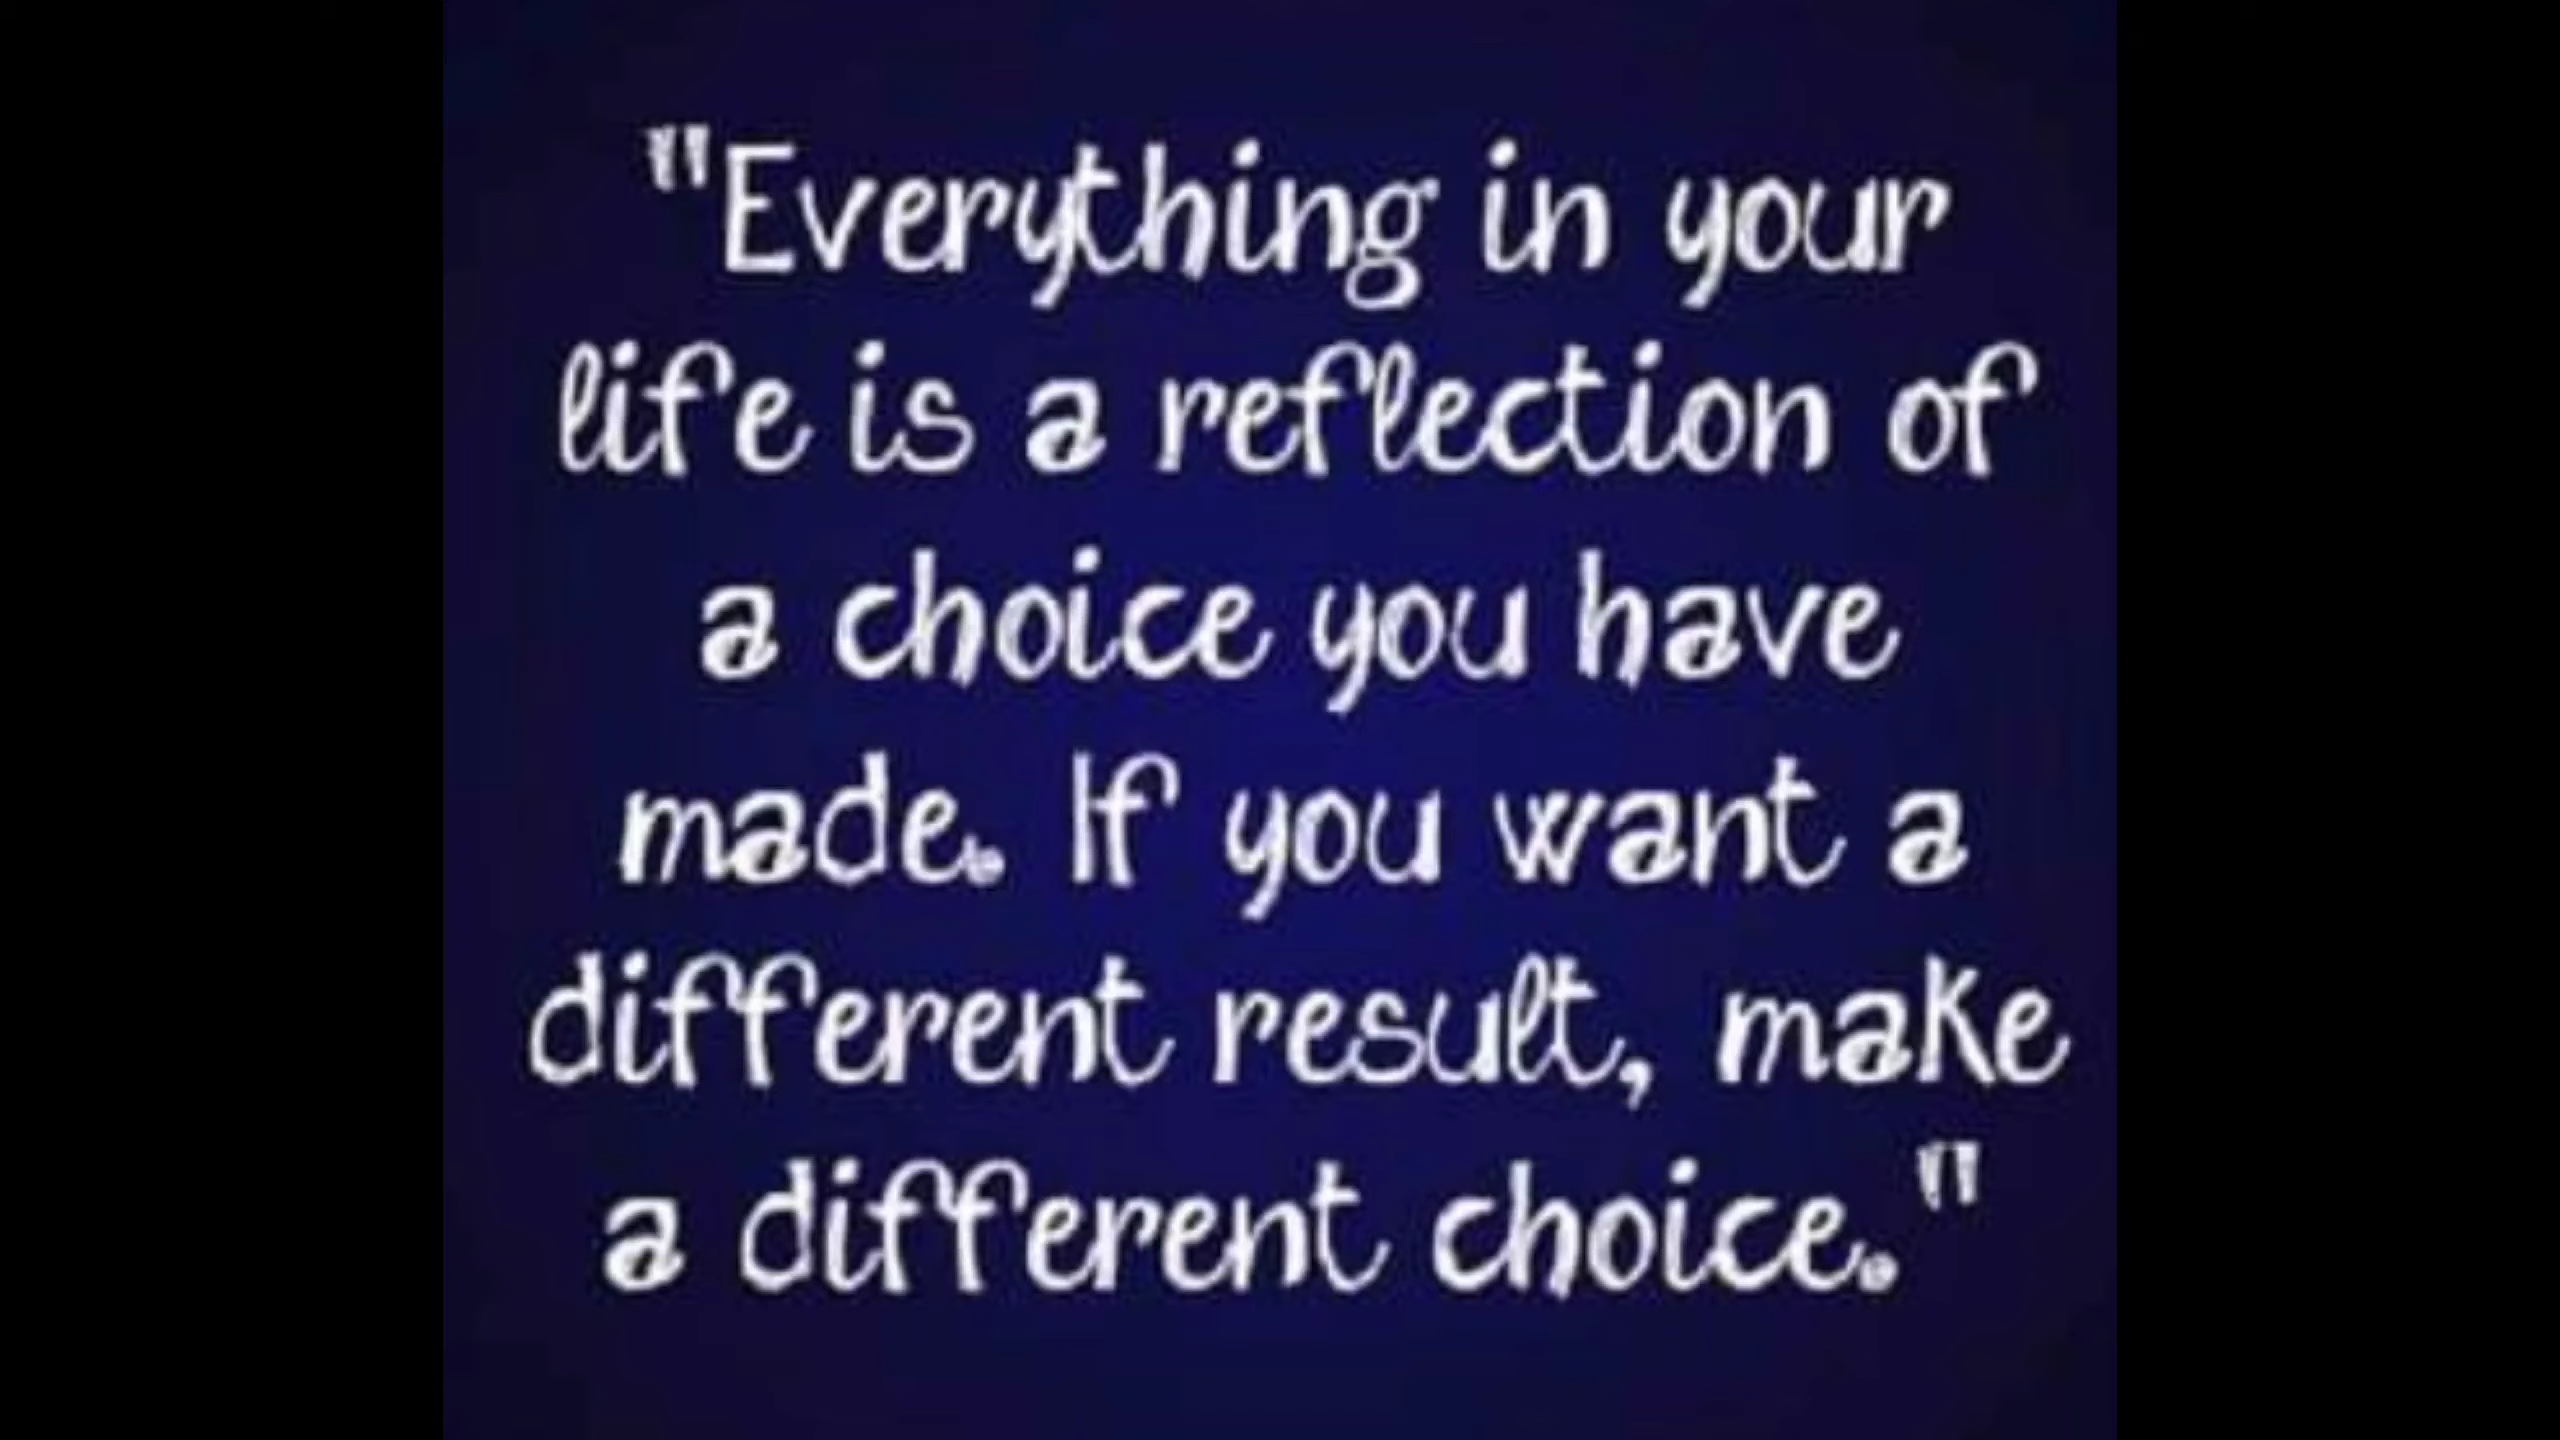 "Everything in your
life is a reflection of
a choice you have
made. If you want a
different result, make
a different choice."